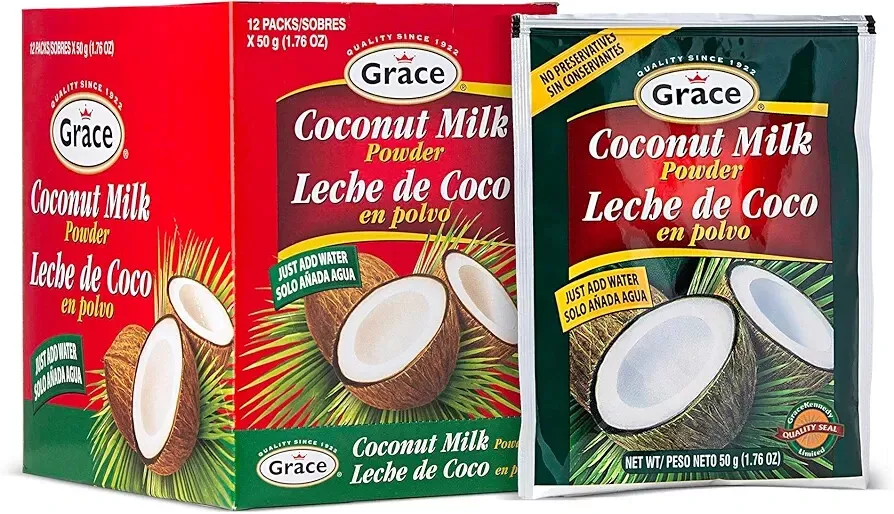 12 PACKS/SOBRES X 50 g (1.76 OZ)
QUALITY SINCE 1922
Grace
®
Coconut Milk
Powder
Leche de Coco
en polvo
JUST ADD WATER
SOLO AÑADA AGUA
12 PACKS/SOBRES
X 50 g (1.76 OZ)
QUALITY SINCE 1922
Grace
®
Coconut Milk
Powder
Leche de Coco
en polvo
JUST ADD WATER
SOLO AÑADA AGUA
QUALITY SINCE 1922
Grace
®
Coconut Milk Powder
Leche de Coco en polvo
NO PRESERVATIVES
SIN CONSERVANTES
QUALITY SINCE 1922
Grace
®
Coconut Milk
Powder
Leche de Coco
en polvo
JUST ADD WATER
SOLO AÑADA AGUA
GraceKennedy
QUALITY SEAL
Limited
NET WT/ PESO NETO 50 g (1.76 OZ)